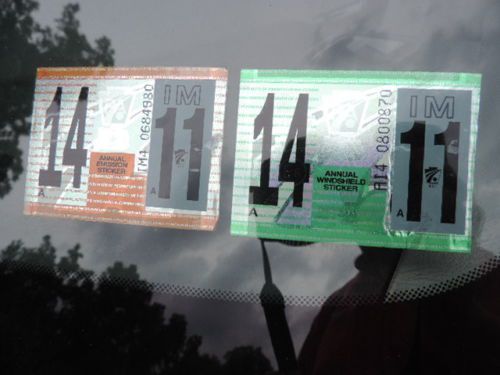 14
A
IM4 0684980
ANNUAL
EMISSION
STICKER
IM
11
A
14
A
AI4 0800870
ANNUAL
WINDSHIELD
STICKER
IM
11
A